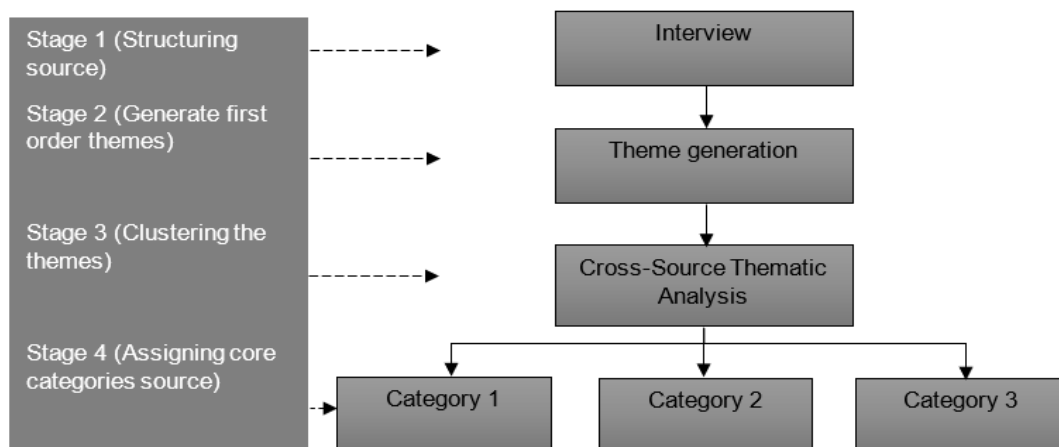 Stage 1 (Structuring
source)
Interview
Stage 2 (Generate first
order themes)
Theme generation
Stage 3 (Clustering the
themes)
Cross-Source Thematic
Analysis
Stage 4 (Assigning core
categories source)
Category 1
Category 2
Category 3